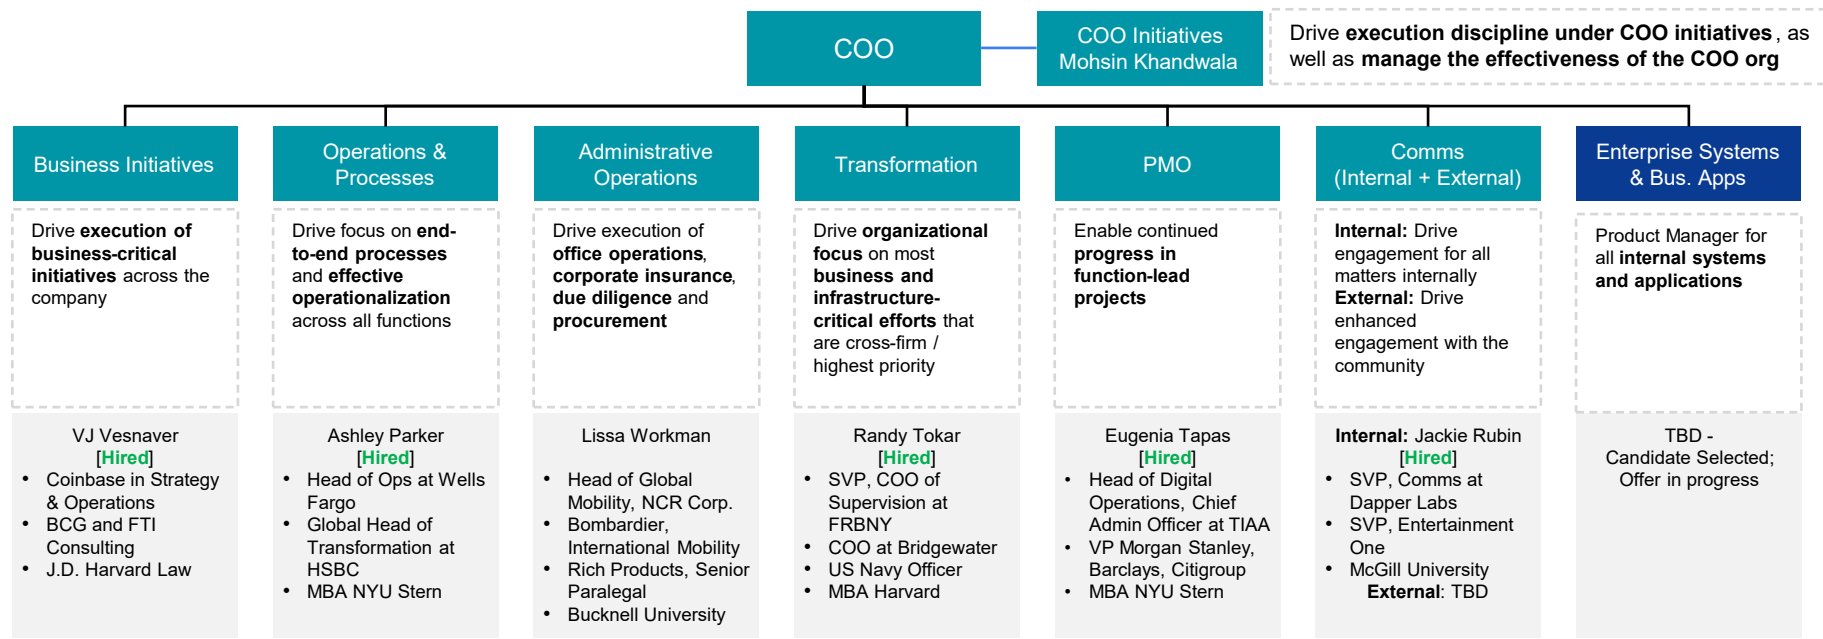 COO
COO Initiatives
Mohsin Khandwala
Drive execution discipline under COO initiatives, as
well as manage the effectiveness of the COO org
Business Initiatives
Drive execution of
business-critical
initiatives across the
company
VJ Vesnaver
[Hired]
• Coinbase in Strategy
& Operations
• BCG and FTI
Consulting
• J.D. Harvard Law
Operations &
Processes
Drive focus on end-
to-end processes
and effective
operationalization
across all functions
Ashley Parker
[Hired]
• Head of Ops at Wells
Fargo
• Global Head of
Transformation at
HSBC
• MBA NYU Stern
Administrative
Operations
Drive execution of
office operations,
corporate insurance,
due diligence and
procurement
Lissa Workman
• Head of Global
Mobility, NCR Corp.
• Bombardier,
International Mobility
• Rich Products, Senior
Paralegal
• Bucknell University
Transformation
Drive organizational
focus on most
business and
infrastructure-
critical efforts that
are cross-firm /
highest priority
Randy Tokar
[Hired]
• SVP, COO of
Supervision at
FRBNY
• COO at Bridgewater
• US Navy Officer
• MBA Harvard
PMO
Enable continued
progress in
function-lead
projects
Eugenia Tapas
[Hired]
• Head of Digital
Operations, Chief
Admin Officer at TIAA
• VP Morgan Stanley,
Barclays, Citigroup
• MBA NYU Stern
Comms
(Internal + External)
Internal: Drive
engagement for all
matters internally
External: Drive
enhanced
engagement with the
community
Internal: Jackie Rubin
[Hired]
• SVP, Comms at
Dapper Labs
• SVP, Entertainment
One
• McGill University
External: TBD
Enterprise Systems
& Bus. Apps
Product Manager for
all internal systems
and applications
TBD -
Candidate Selected;
Offer in progress